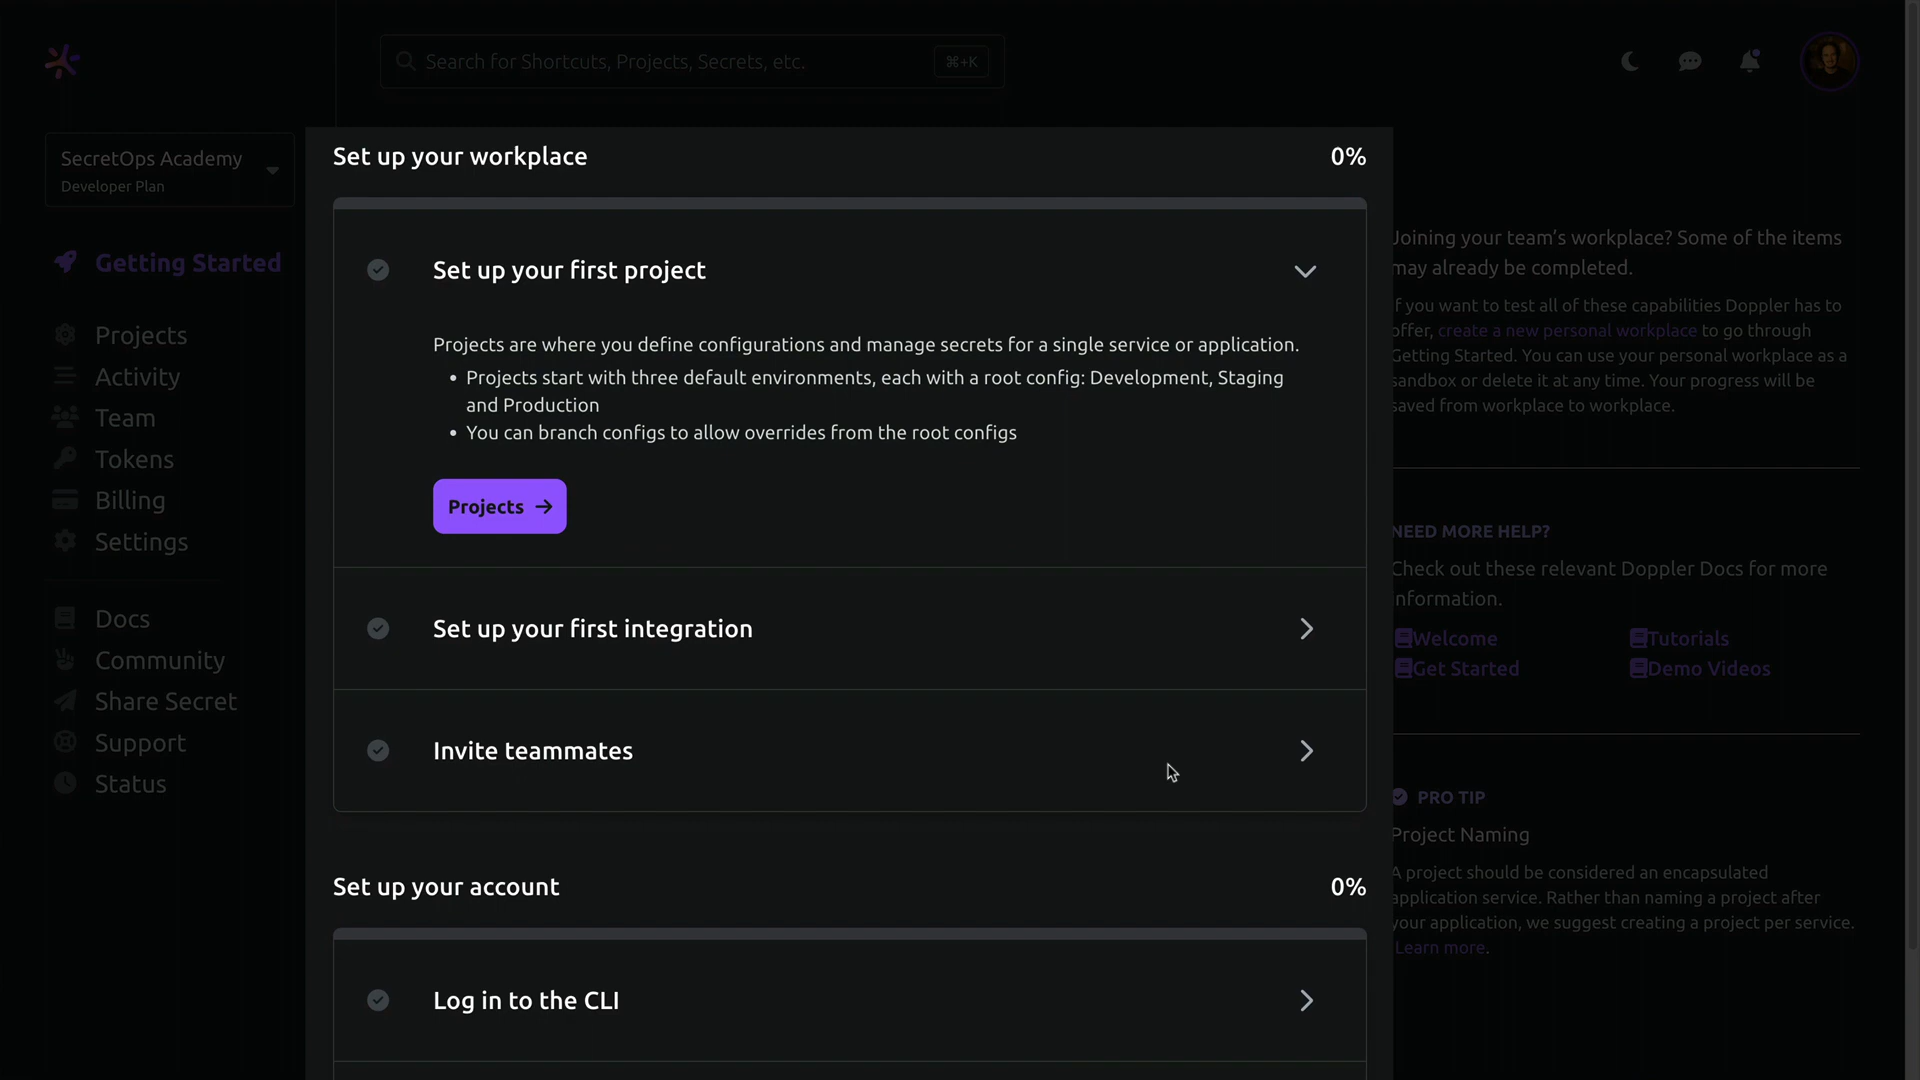 Search for Shortcuts, Projects, Secrets, etc.
⌘+K
SecretOps Academy
Developer Plan
Getting Started
Projects
Activity
Team
Tokens
Billing
Settings
Docs
Community
Share Secret
Support
Status
Set up your workplace
0%
Set up your first project
Projects are where you define configurations and manage secrets for a single service or application.
• Projects start with three default environments, each with a root config: Development, Staging
and Production
• You can branch configs to allow overrides from the root configs
Projects →
Set up your first integration
Invite teammates
Set up your account
0%
Log in to the CLI
Joining your team's workplace? Some of the items
may already be completed.
If you want to test all of these capabilities Doppler has to
offer, create a new personal workplace to go through
Getting Started. You can use your personal workplace as a
sandbox or delete it at any time. Your progress will be
saved from workplace to workplace.
NEED MORE HELP?
Check out these relevant Doppler Docs for more
information.
Welcome
Tutorials
Get Started
Demo Videos
PRO TIP
Project Naming
A project should be considered an encapsulated
application service. Rather than naming a project after
your application, we suggest creating a project per service.
Learn more.